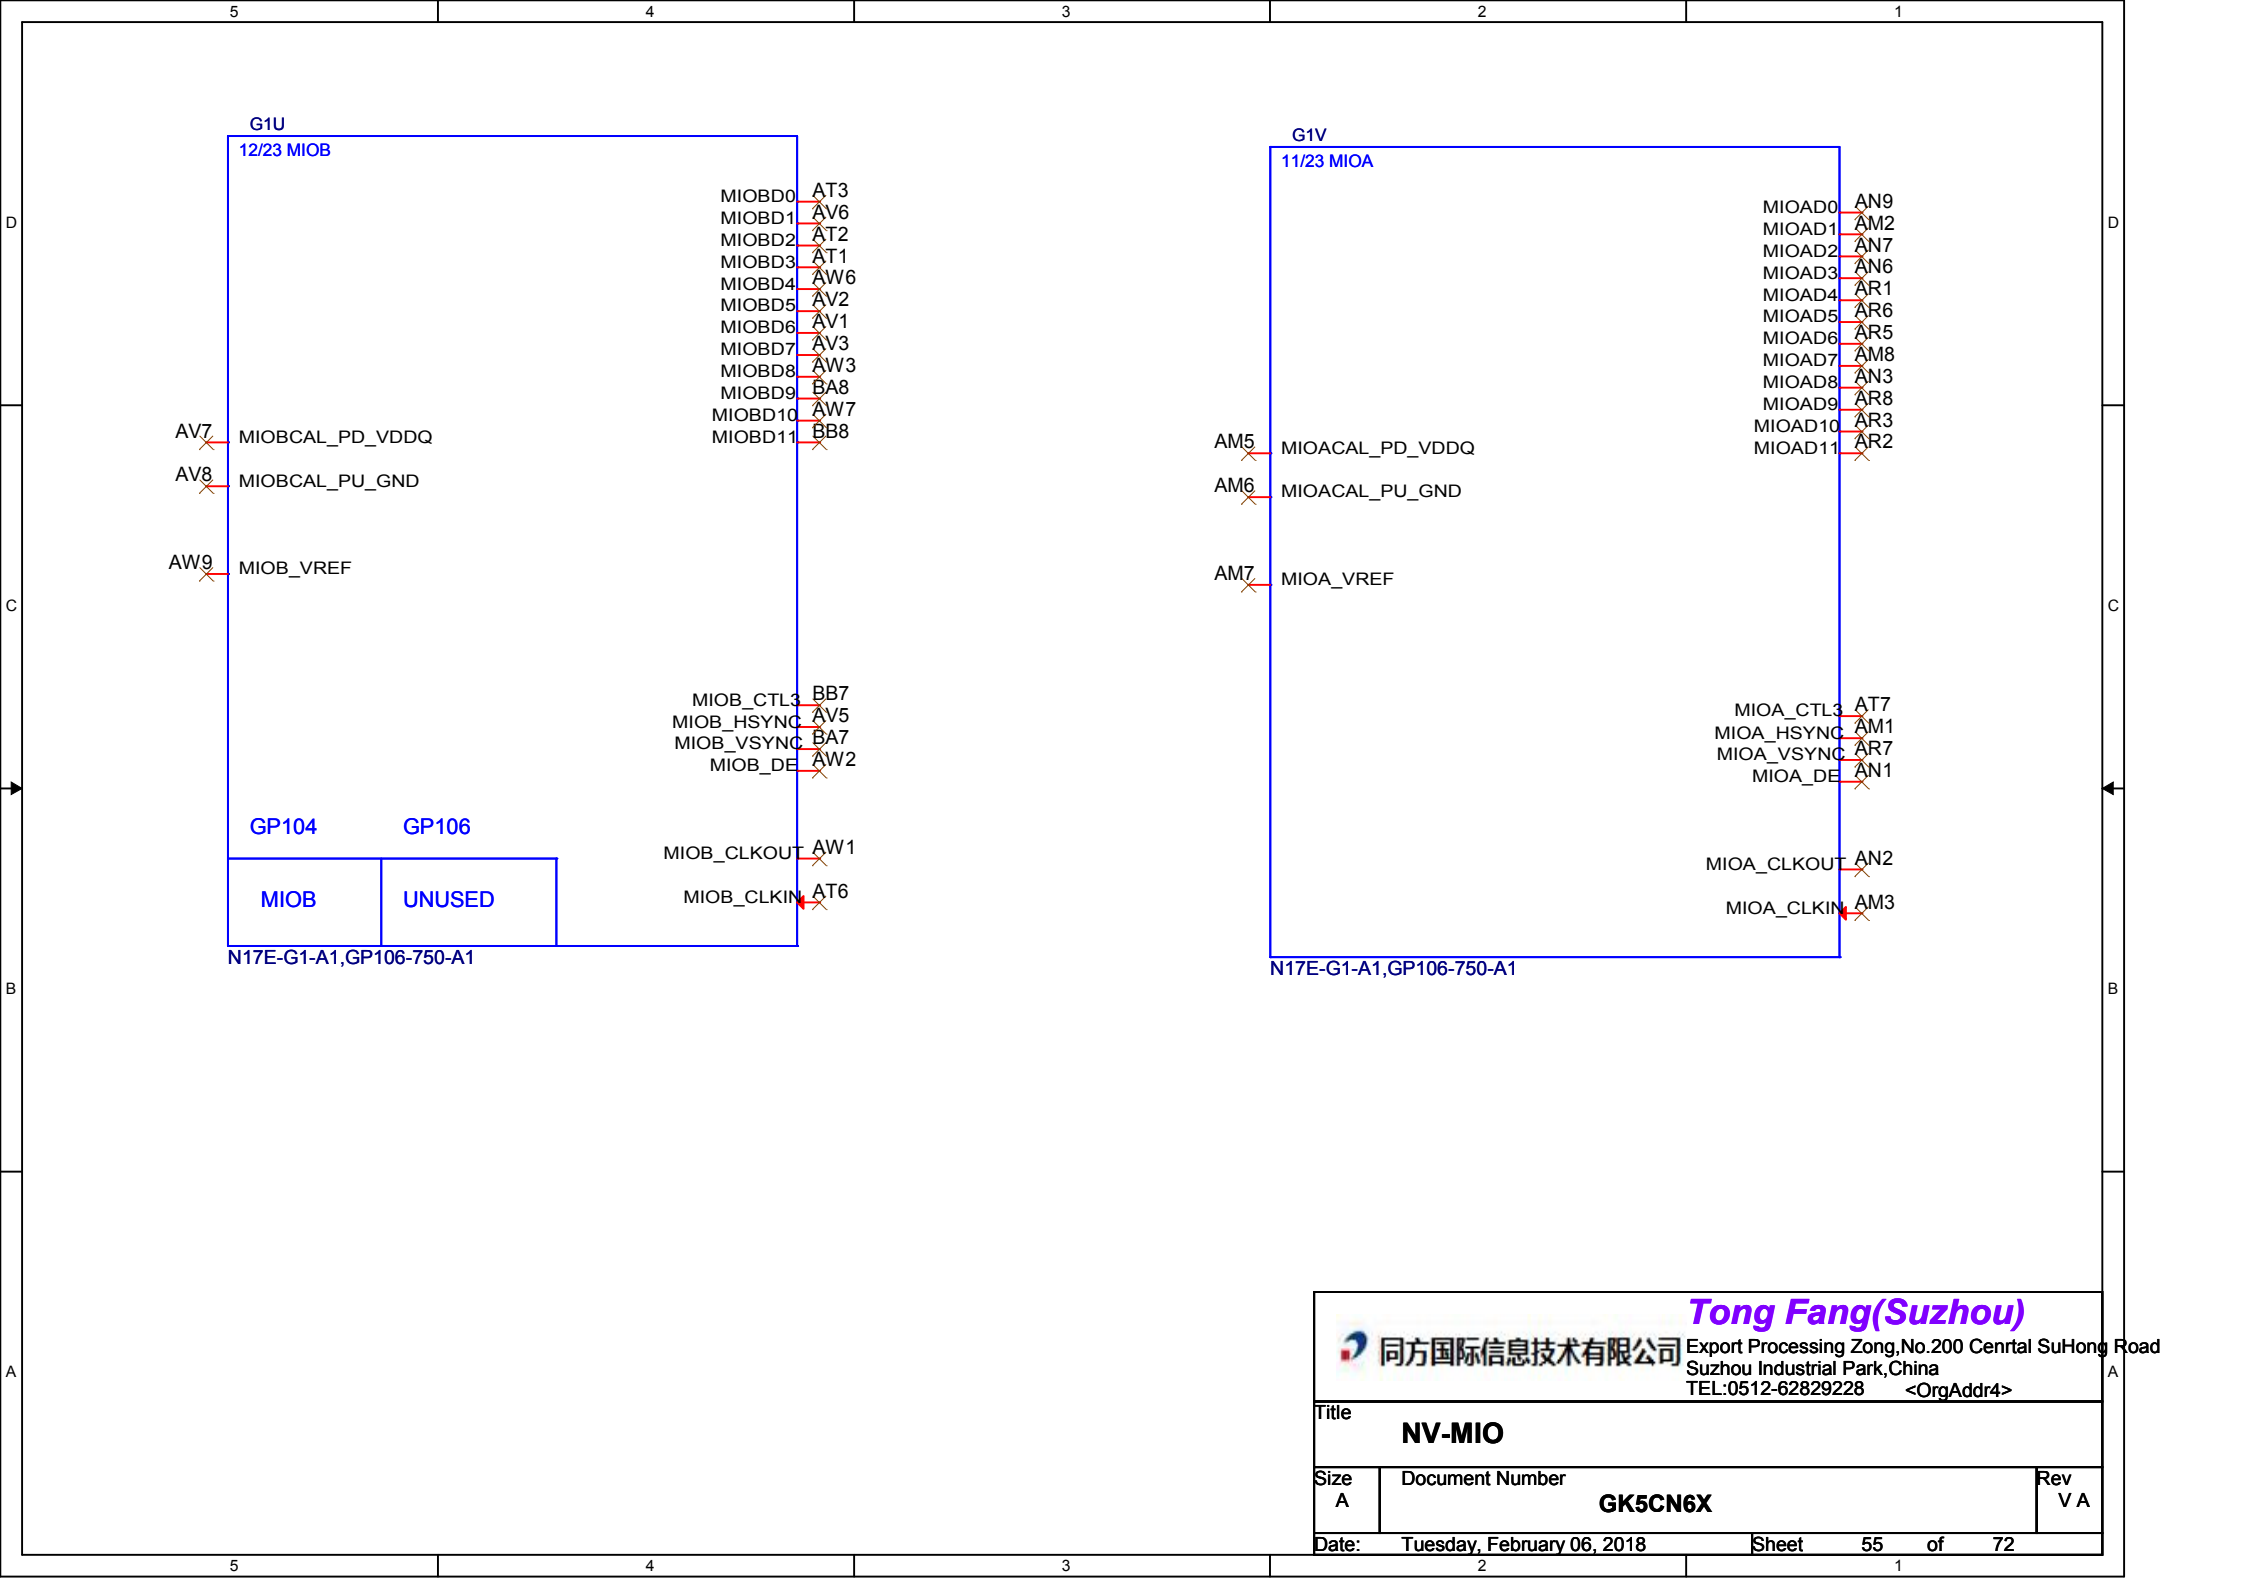 5 4 3 2 1
G1U
12/23 MIOB
MIOBD0 AT3
MIOBD1 AV6
MIOBD2 AT2
MIOBD3 AT1
MIOBD4 AW6
MIOBD5 AV2
MIOBD6 AV1
MIOBD7 AV3
MIOBD8 AW3
MIOBD9 BA8
MIOBD10 AW7
MIOBD11 BB8
AV7 MIOBCAL_PD_VDDQ
AV8 MIOBCAL_PU_GND
AW9 MIOB_VREF
MIOB_CTL3 BB7
MIOB_HSYNC AV5
MIOB_VSYNC BA7
MIOB_DE AW2
GP104 GP106
MIOB_CLKOUT AW1
MIOB UNUSED
MIOB_CLKIN AT6
N17E-G1-A1,GP106-750-A1
G1V
11/23 MIOA
MIOAD0 AN9
MIOAD1 AM2
MIOAD2 AN7
MIOAD3 AN6
MIOAD4 AR1
MIOAD5 AR6
MIOAD6 AR5
MIOAD7 AM8
MIOAD8 AN3
MIOAD9 AR8
MIOAD10 AR3
MIOAD11 AR2
AM5 MIOACAL_PD_VDDQ
AM6 MIOACAL_PU_GND
AM7 MIOA_VREF
MIOA_CTL3 AT7
MIOA_HSYNC AM1
MIOA_VSYNC AR7
MIOA_DE AN1
MIOA_CLKOUT AN2
MIOA_CLKIN AM3
N17E-G1-A1,GP106-750-A1
D D
C C
B B
A A
同方国际信息技术有限公司
Tong Fang(Suzhou)
Export Processing Zong,No.200 Cenrtal SuHong Road
Suzhou Industrial Park,China
TEL:0512-62829228 <OrgAddr4>
Title
NV-MIO
Size Document Number Rev
A GK5CN6X V A
Date: Tuesday, February 06, 2018 Sheet 55 of 72
5 4 3 2 1